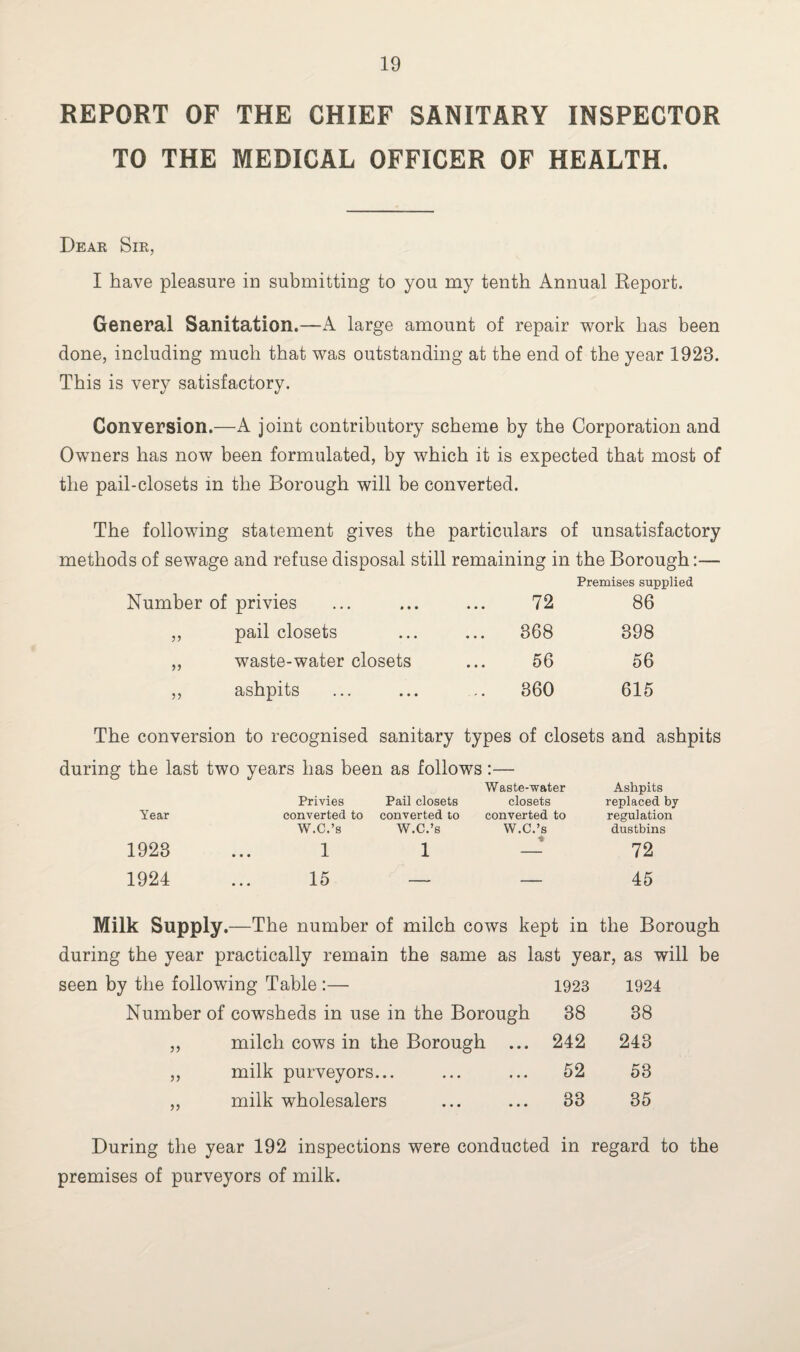 19
REPORT OF THE CHIEF SANITARY INSPECTOR
TO THE MEDICAL OFFICER OF HEALTH.
Dear Sir,
I have pleasure in submitting to you my tenth Annual Report.
General Sanitation.—A large amount of repair work has been
done, including much that was outstanding at the end of the year 1923.
This is very satisfactory.
Conversion.—A joint contributory scheme by the Corporation and
Owners has now been formulated, by which it is expected that most of
the pail-closets in the Borough will be converted.
The following statement gives the particulars of unsatisfactory
methods of sewage and refuse disposal still remaining in the Borough:—
Premises supplied
Number of privies ... ... ... 72 86
,, pail closets ... ... 368 398
,, waste-water closets ... 56 56
,, ashpits ... ... ... 360 615
The conversion to recognised sanitary types of closets and ashpits
during the last two years has been as follows:—
Waste-water Ashpits
Privies Pail closets closets replaced by
Year converted to converted to converted to regulation
W.C.'s W.C.'s W.C.'s dustbins
1923 ... 1 1 — 72
1924 ... 15 — — 45
Milk Supply.—The number of milch cows kept in the Borough
during the year practically remain the same as last year, as will be
seen by the following Table:— 1923 1924
Number of cowsheds in use in the Borough 38 38
,, milch cows in the Borough ... 242 243
,, milk purveyors... ... ... 52 53
,, milk wholesalers ... ... 33 35
During the year 192 inspections were conducted in regard to the
premises of purveyors of milk.